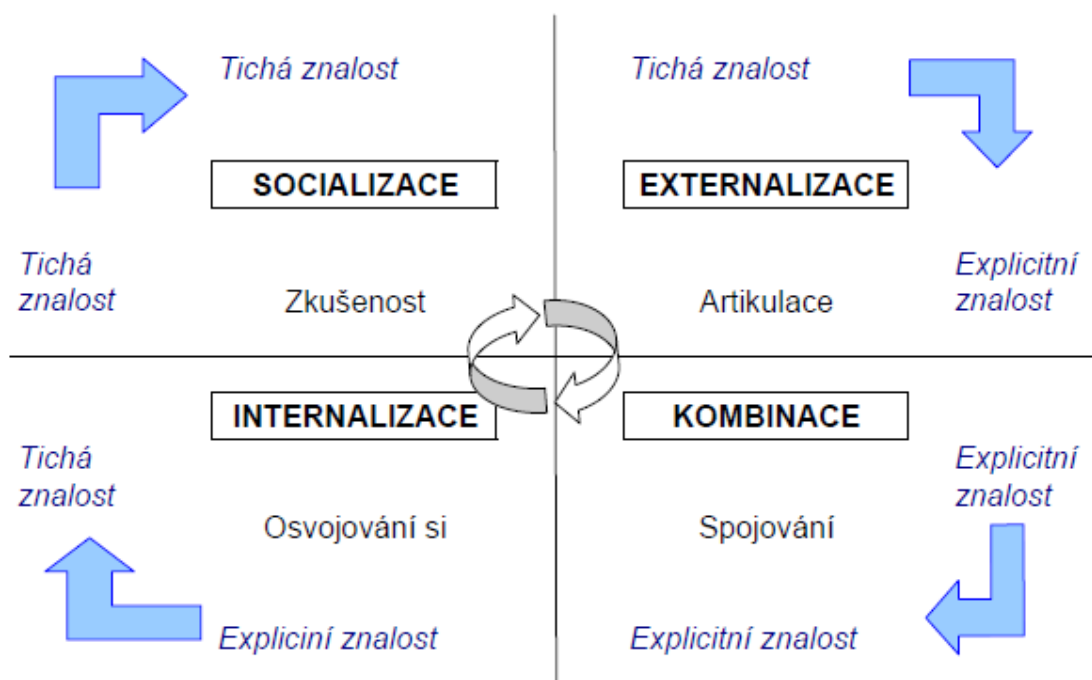 Tichá znalost
SOCIALIZACE
Tichá
znalost
Zkušenost
Tichá znalost
EXTERNALIZACE
Explicitní
znalost
Artikulace
INTERNALIZACE
Tichá
znalost
Osvojování si
Expliciní znalost
KOMBINACE
Explicitní
znalost
Spojování
Explicitní znalost